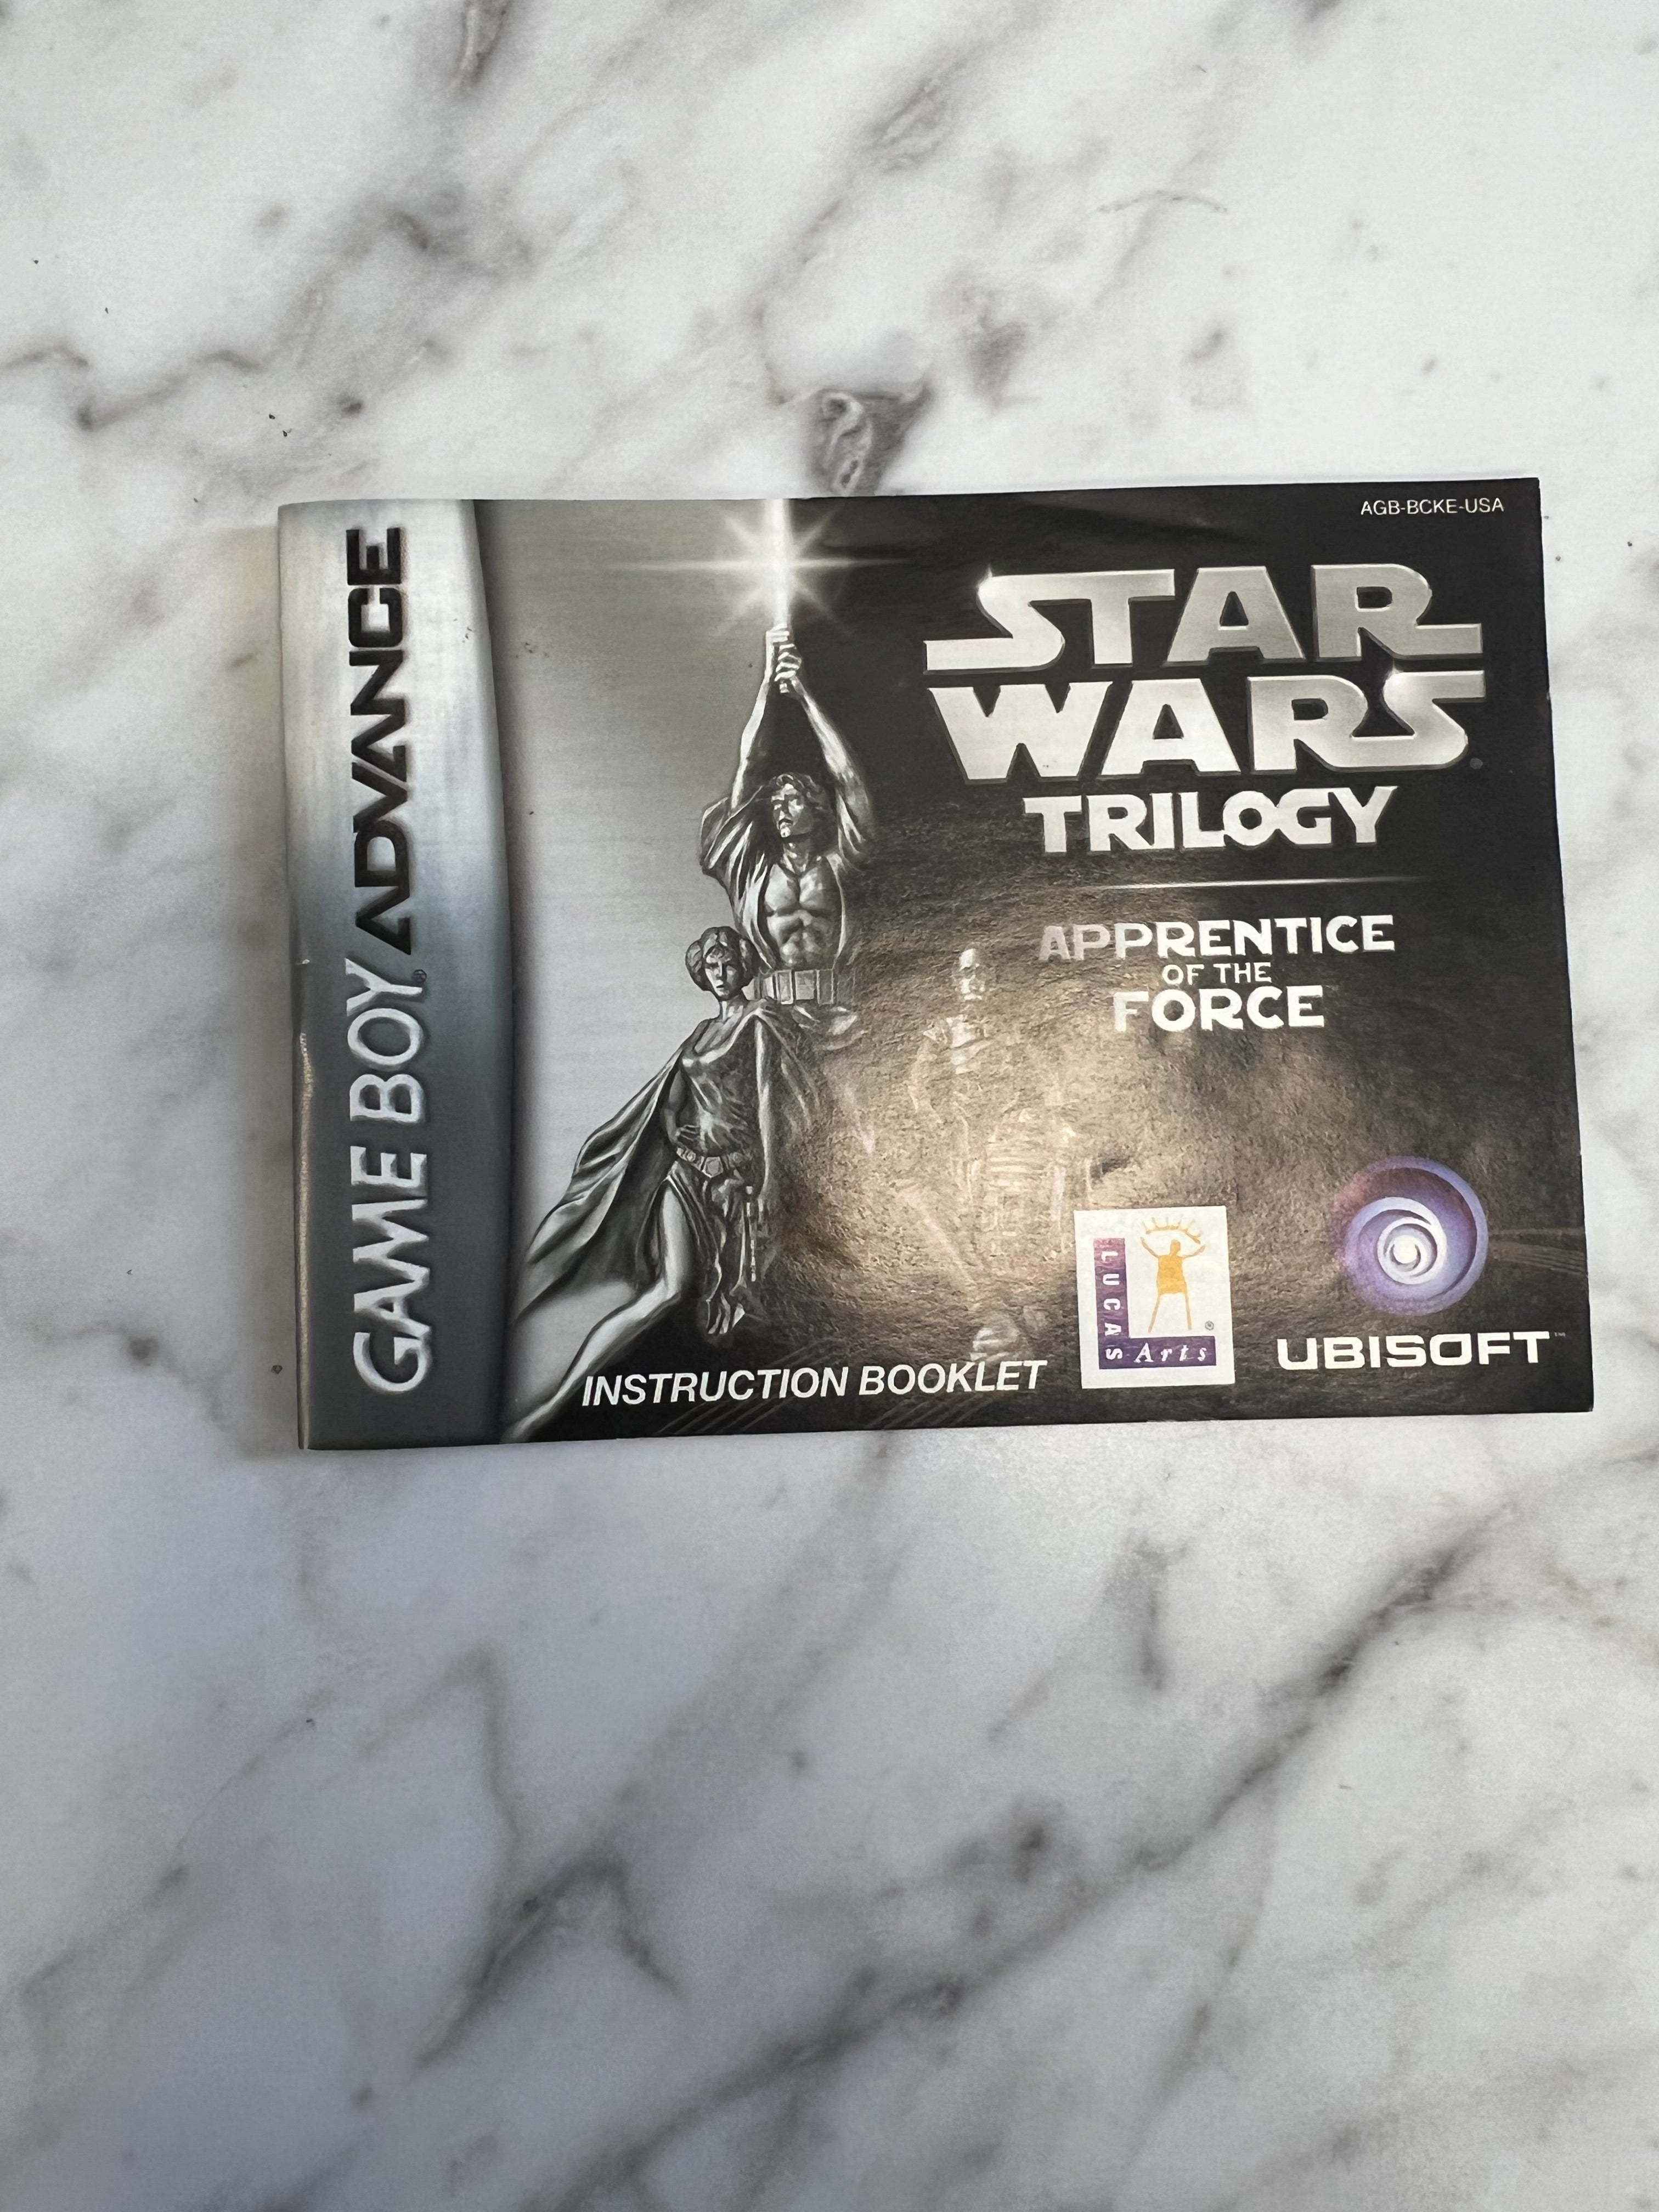 AGB-BCKE-USA
GAME BOY ADVANCE
STAR
WARS
TRILOGY
APPRENTICE
OF THE
FORCE
INSTRUCTION BOOKLET
LUCAS
Arts
UBISOFT